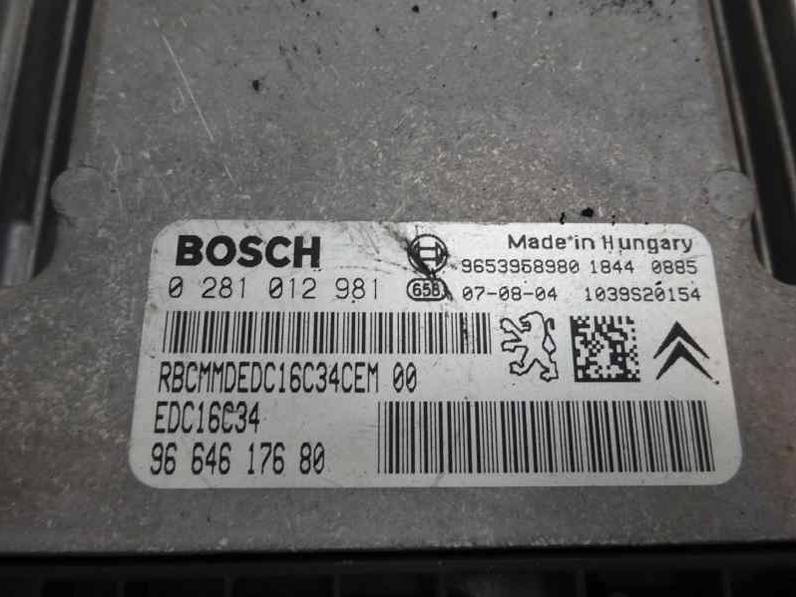 BOSCH
Made in Hungary
9653958980 1844 0885
0 281 012 981
658 07-08-04 1039S20154
RBCMMDEDC16C34CEM 00
EDC16C34
96 646 176 80